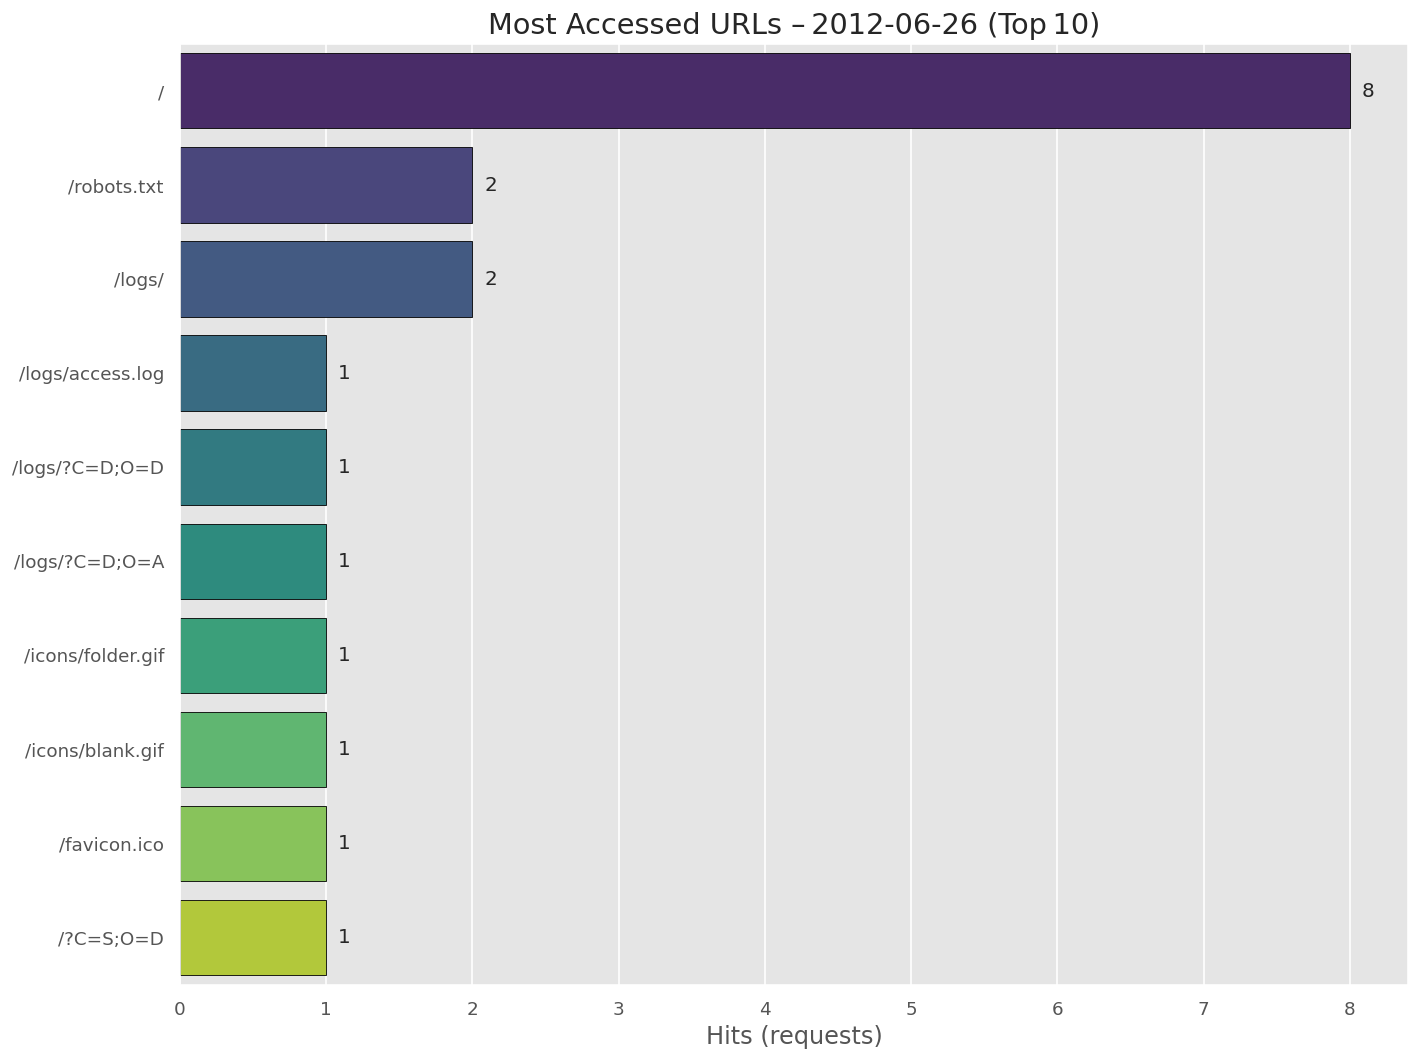 Most Accessed URLs – 2012-06-26 (Top 10)
/ 8
/robots.txt 2
/logs/ 2
/logs/access.log 1
/logs/?C=D;O=D 1
/logs/?C=D;O=A 1
/icons/folder.gif 1
/icons/blank.gif 1
/favicon.ico 1
/?C=S;O=D 1
0 1 2 3 4 5 6 7 8
Hits (requests)